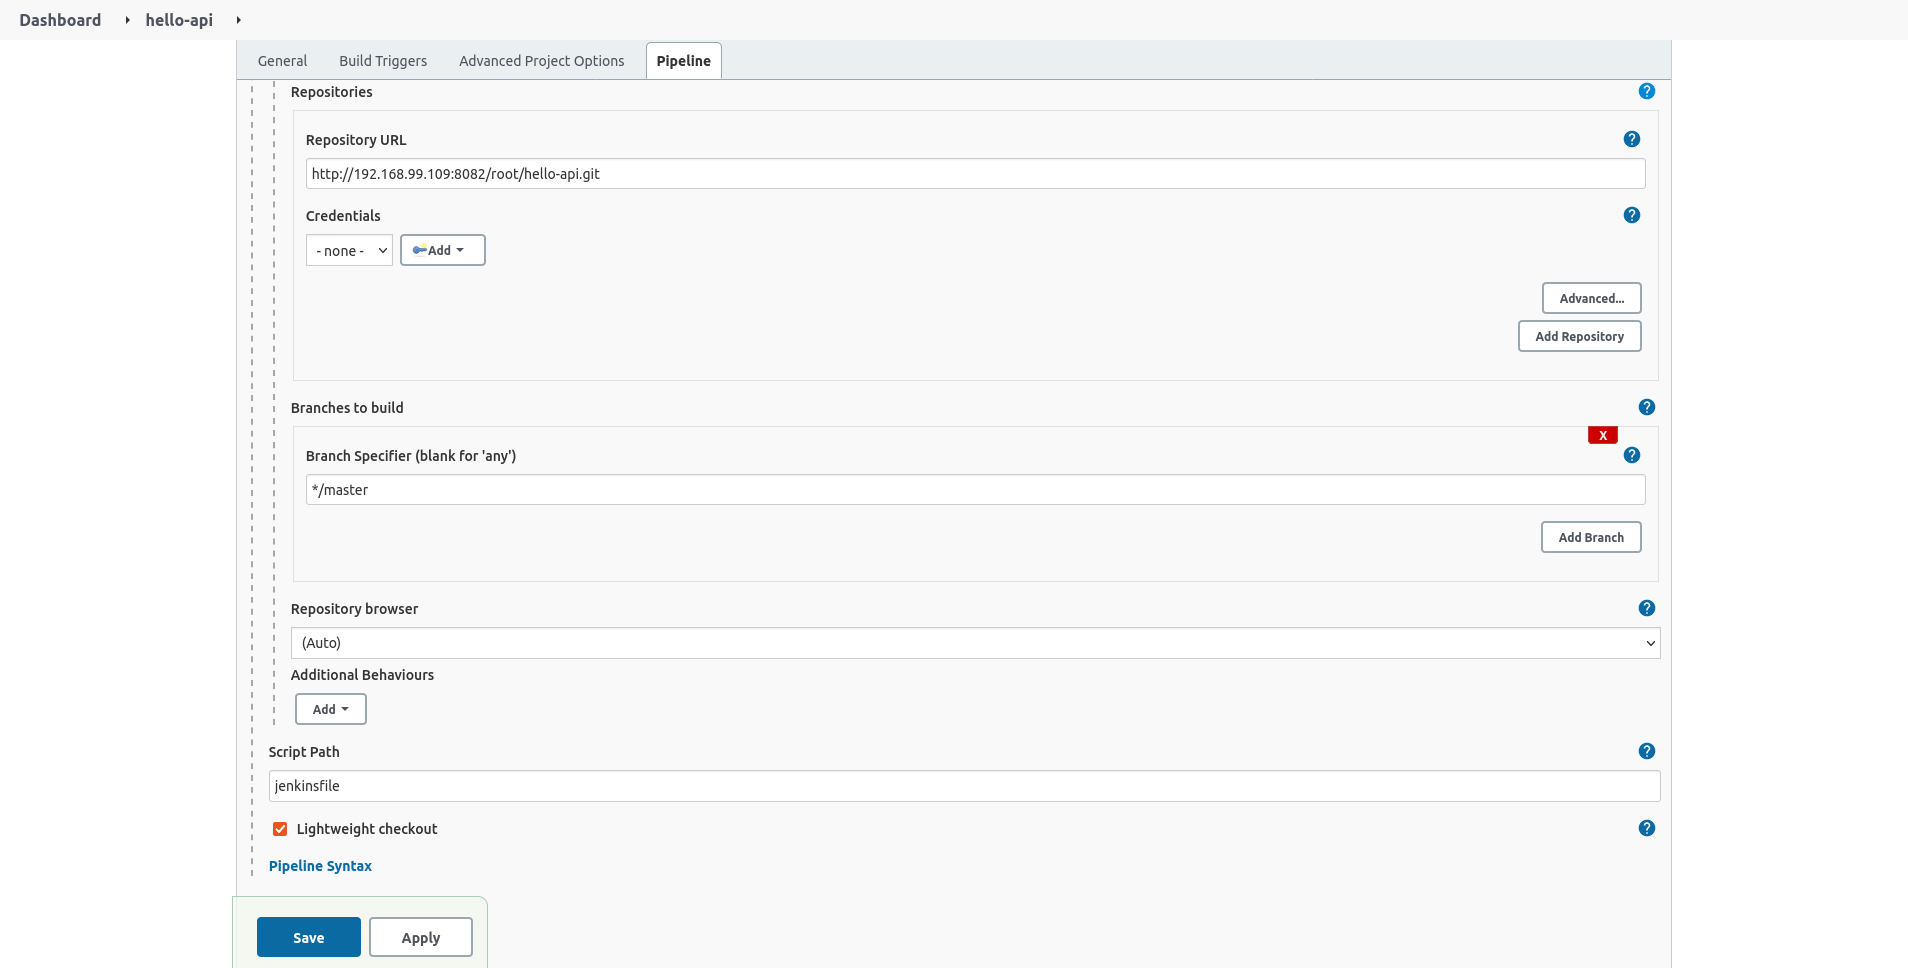 Dashboard hello-api
General Build Triggers Advanced Project Options Pipeline
Repositories ?
Repository URL ?
http://192.168.99.109:8082/root/hello-api.git
Credentials ?
- none - Add
Advanced...
Add Repository
Branches to build ?
X
Branch Specifier (blank for 'any') ?
*/master
Add Branch
Repository browser ?
(Auto)
Additional Behaviours
Add
Script Path ?
jenkinsfile
Lightweight checkout ?
Pipeline Syntax
Save Apply